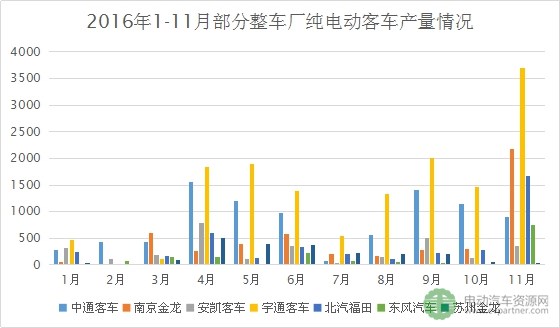 2016年1-11月部分整车厂纯电动客车产量情况
4000
3500
3000
2500
2000
1500
1000
500
0
1月 2月 3月 4月 5月 6月 7月 8月 9月 10月 11月
中通客车 南京金龙 安凯客车 宇通客车 北汽福田 东风汽车 苏州金龙
电动汽车资源网